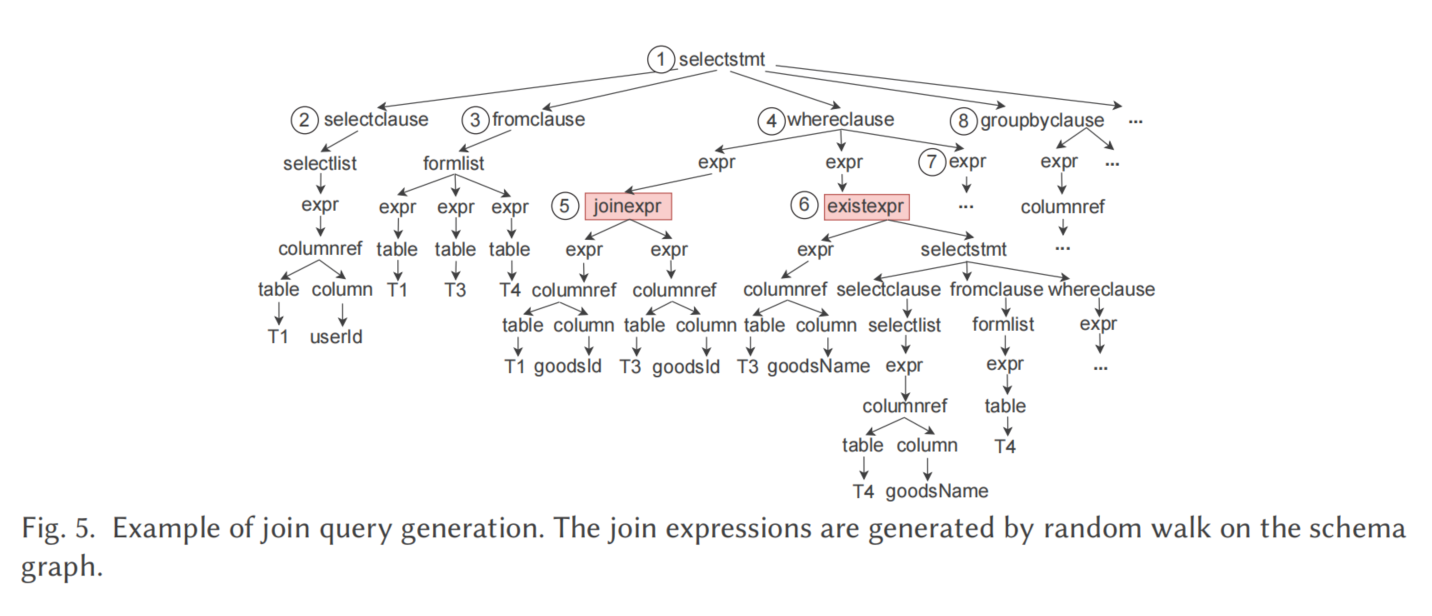 1 selectstmt
2 selectclause 3 fromclause 4 whereclause 8 groupbyclause ...
selectlist formlist expr expr 7 expr expr ...
expr expr expr expr 5 joinexpr 6 existexpr ... columnref
columnref table table table expr expr expr selectstmt ...
table column T1 T3 T4 columnref columnref columnref selectclause fromclause whereclause
table column table column table column selectlist formlist expr
T1 userId T1 goodsId T3 goodsId T3 goodsName expr expr ...
columnref table
table column T4
T4 goodsName
Fig. 5. Example of join query generation. The join expressions are generated by random walk on the schema
graph.